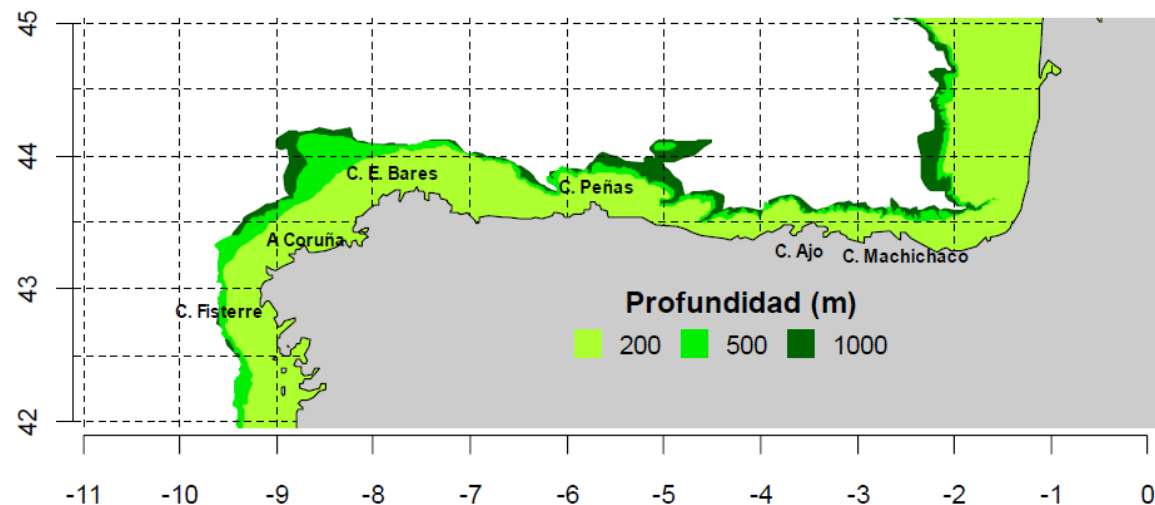 45
44
C. E. Bares
C. Peñas
A Coruña
C. Ajo
C. Machichaco
43
C. Fisterre
Profundidad (m)
200 500 1000
42
-11 -10 -9 -8 -7 -6 -5 -4 -3 -2 -1 0